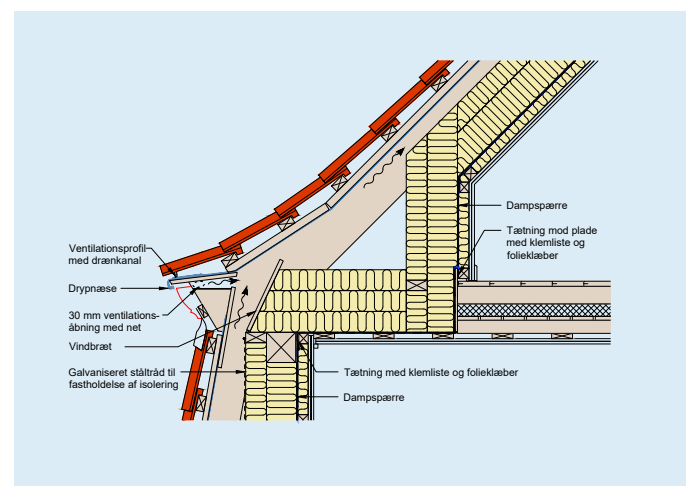 Ventilationsprofil
med drænkanal
Drypnæse
30 mm ventilations-
åbning med net
Vindbræt
Galvaniseret ståltråd til
fastholdelse af isolering
Dampspærre
Tætning mod plade
med klemliste og
folieklæber
Tætning med klemliste og folieklæber
Dampspærre